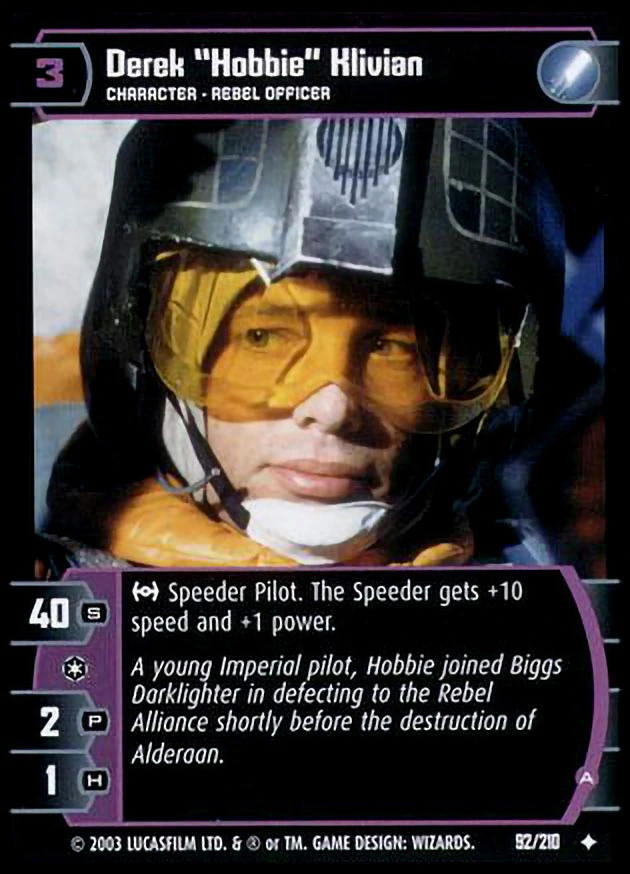 3
Derek "Hobbie" Klivian
CHARACTER · REBEL OFFICER
40 S
2 P
1 H
Speeder Pilot. The Speeder gets +10
speed and +1 power.
A young Imperial pilot, Hobbie joined Biggs
Darklighter in defecting to the Rebel
Alliance shortly before the destruction of
Alderaan.
A
© 2003 LUCASFILM LTD. & ® or TM. GAME DESIGN: WIZARDS. 92/210